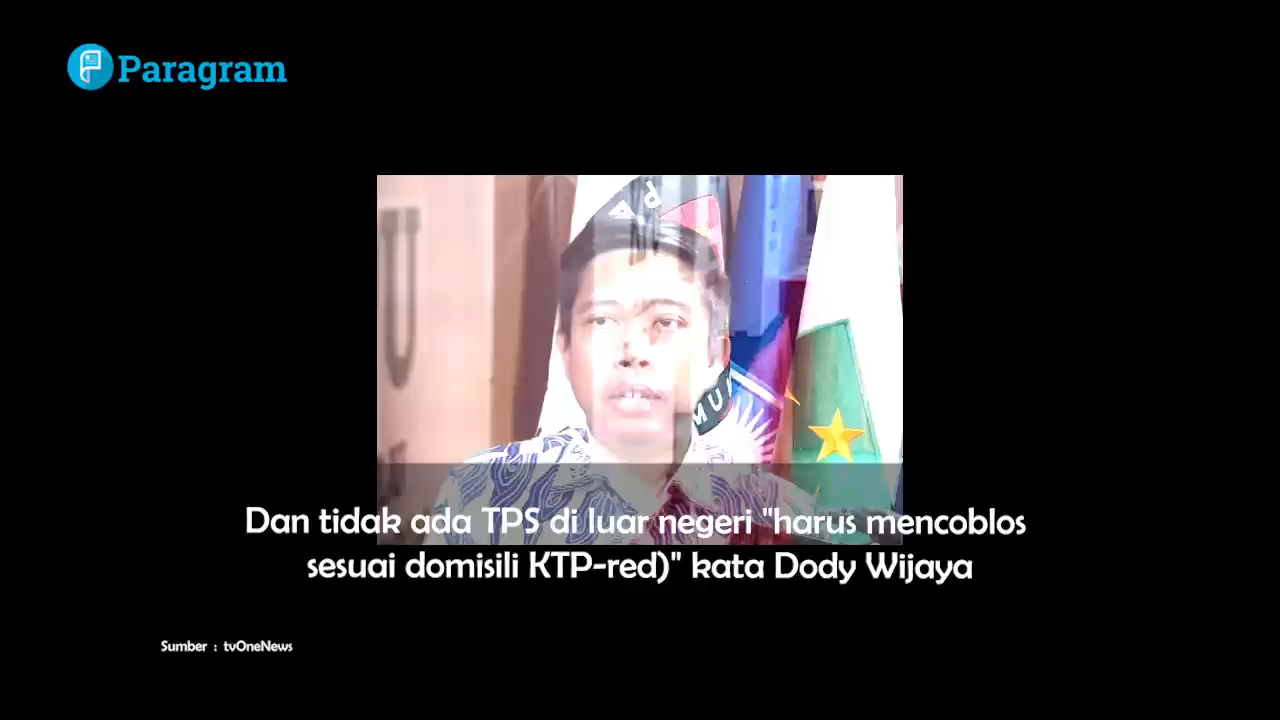 Paragram
U
MU
Dan tidak ada TPS di luar negeri "harus mencoblos
sesuai domisili KTP-red)" kata Dody Wijaya
Sumber : tvOneNews